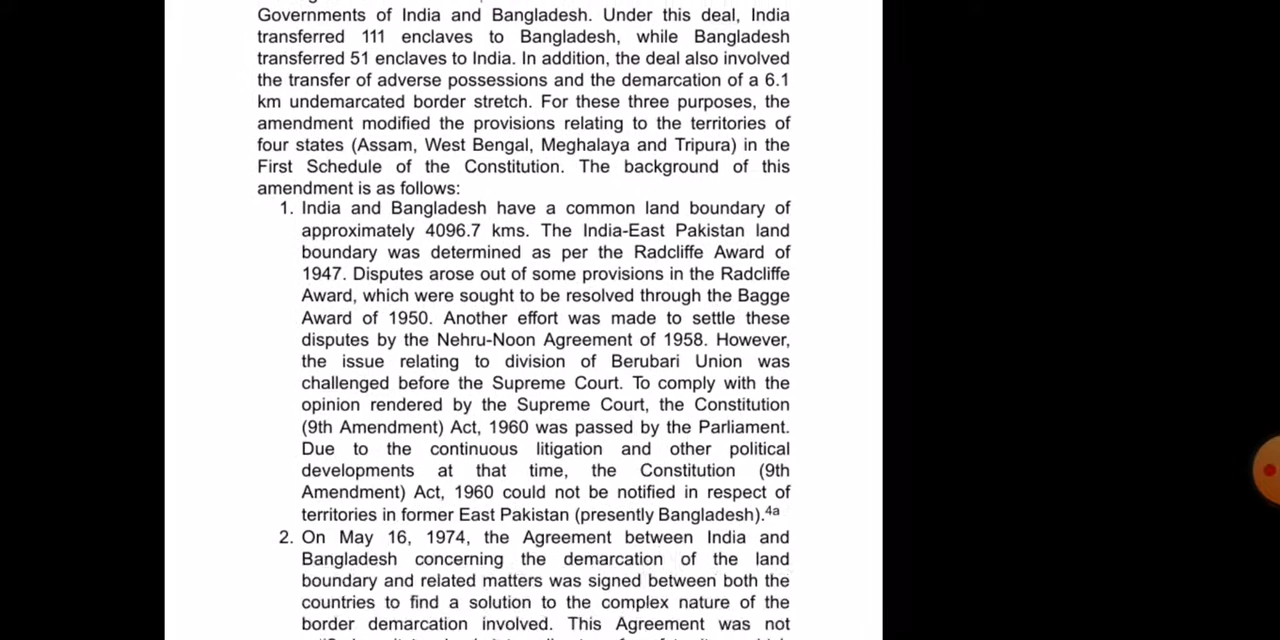 Governments of India and Bangladesh. Under this deal, India
transferred 111 enclaves to Bangladesh, while Bangladesh
transferred 51 enclaves to India. In addition, the deal also involved
the transfer of adverse possessions and the demarcation of a 6.1
km undemarcated border stretch. For these three purposes, the
amendment modified the provisions relating to the territories of
four states (Assam, West Bengal, Meghalaya and Tripura) in the
First Schedule of the Constitution. The background of this
amendment is as follows:
1. India and Bangladesh have a common land boundary of
approximately 4096.7 kms. The India-East Pakistan land
boundary was determined as per the Radcliffe Award of
1947. Disputes arose out of some provisions in the Radcliffe
Award, which were sought to be resolved through the Bagge
Award of 1950. Another effort was made to settle these
disputes by the Nehru-Noon Agreement of 1958. However,
the issue relating to division of Berubari Union was
challenged before the Supreme Court. To comply with the
opinion rendered by the Supreme Court, the Constitution
(9th Amendment) Act, 1960 was passed by the Parliament.
Due to the continuous litigation and other political
developments at that time, the Constitution (9th
Amendment) Act, 1960 could not be notified in respect of
territories in former East Pakistan (presently Bangladesh).4a
2. On May 16, 1974, the Agreement between India and
Bangladesh concerning the demarcation of the land
boundary and related matters was signed between both the
countries to find a solution to the complex nature of the
border demarcation involved. This Agreement was not